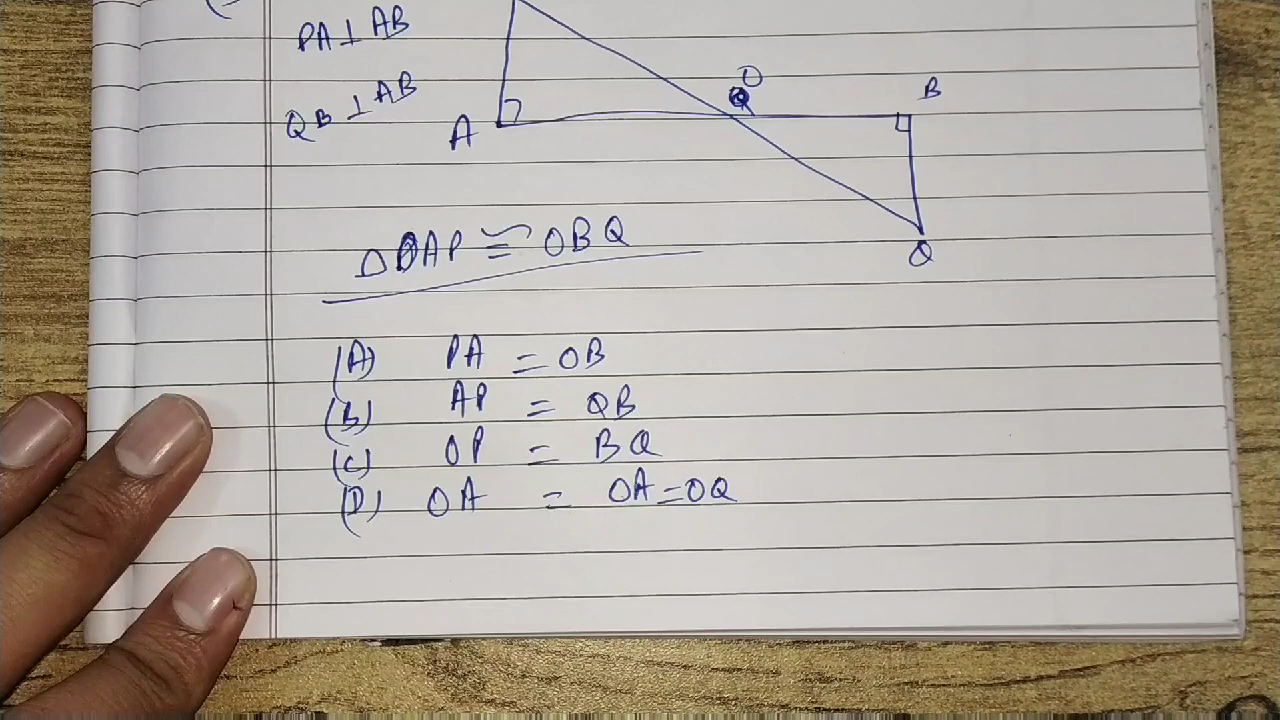 PA ⊥ AB
QB ⊥ AB
A
O
B
Q
Δ OAP ≅ OBQ
(A) PA = OB
(B) AP = QB
(C) OP = BQ
(D) OA = OA = OQ